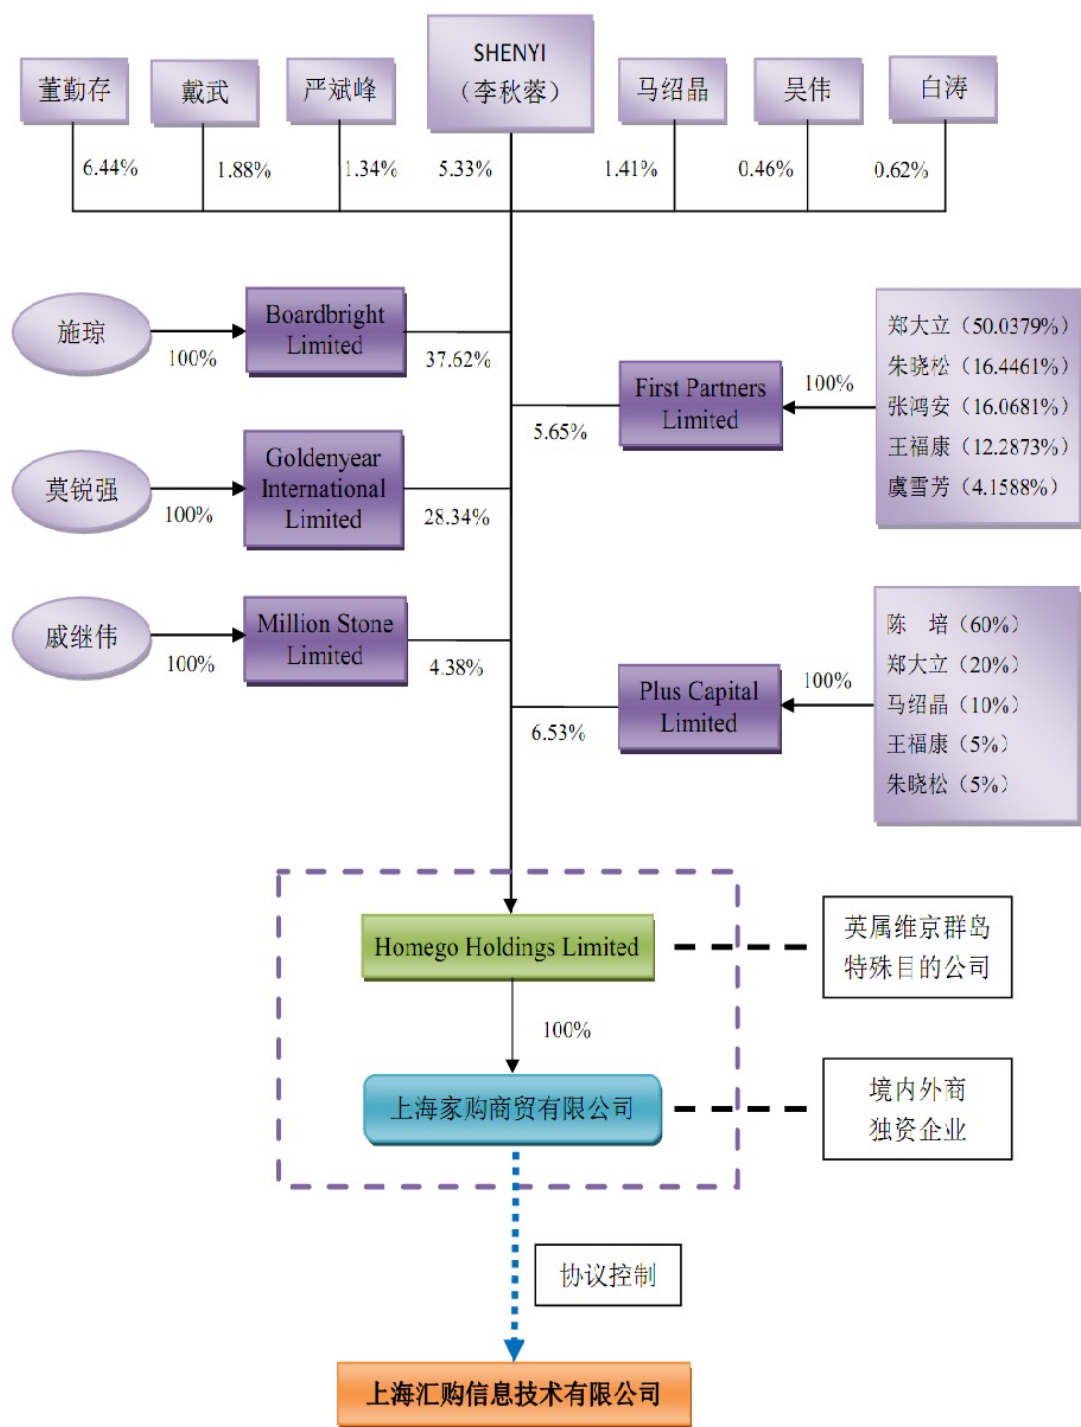 SHENYI
（李秋蓉）
董勤存
戴武
严斌峰
马绍晶
吴伟
白涛
6.44%
1.88%
1.34%
5.33%
1.41%
0.46%
0.62%
施琼
100%
Boardbright
Limited
37.62%
First Partners
Limited
5.65%
100%
郑大立（50.0379%）
朱晓松（16.4461%）
张鸿安（16.0681%）
王福康（12.2873%）
虞雪芳（4.1588%）
莫锐强
100%
Goldenyear
International
Limited
28.34%
戚继伟
100%
Million Stone
Limited
4.38%
Plus Capital
Limited
6.53%
100%
陈　培（60%）
郑大立（20%）
马绍晶（10%）
王福康（5%）
朱晓松（5%）
Homego Holdings Limited
英属维京群岛
特殊目的公司
100%
上海家购商贸有限公司
境内外商
独资企业
协议控制
上海汇购信息技术有限公司